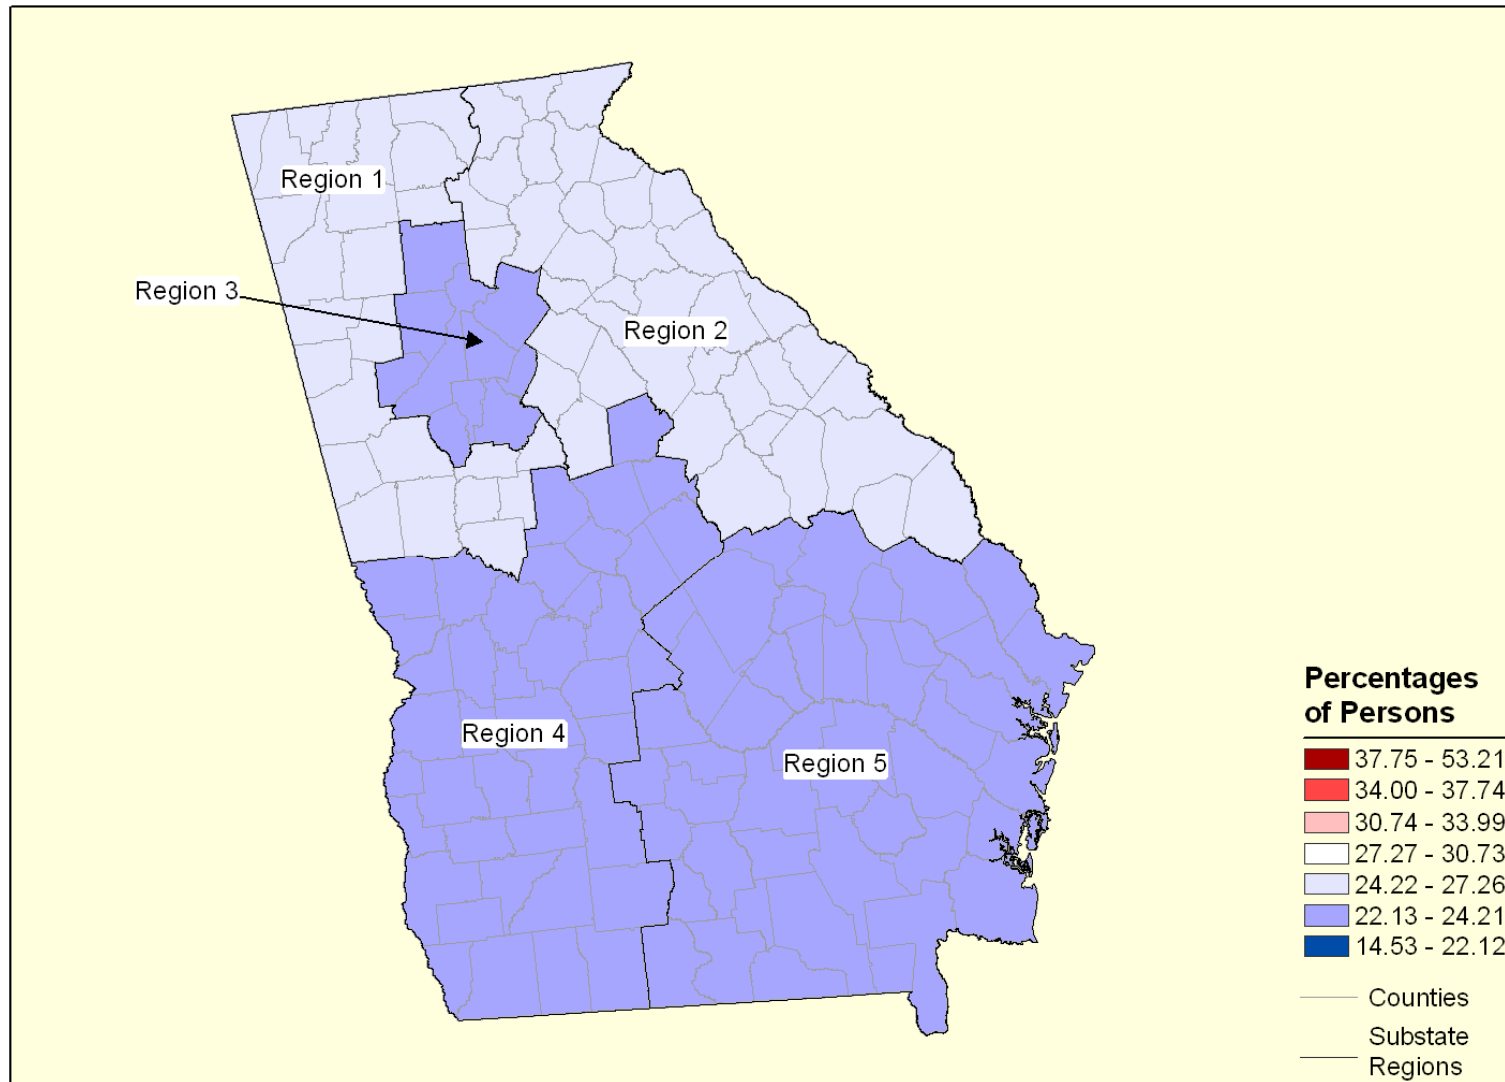 Region 1
Region 3
Region 2
Region 4
Region 5
Percentages
of Persons
37.75 - 53.21
34.00 - 37.74
30.74 - 33.99
27.27 - 30.73
24.22 - 27.26
22.13 - 24.21
14.53 - 22.12
Counties
Substate
Regions